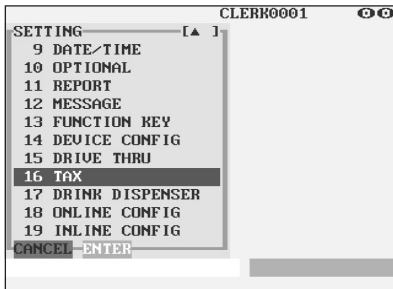 CLERK0001
SETTING [▲ ]
9 DATE/TIME
10 OPTIONAL
11 REPORT
12 MESSAGE
13 FUNCTION KEY
14 DEVICE CONFIG
15 DRIVE THRU
16 TAX
17 DRINK DISPENSER
18 ONLINE CONFIG
19 INLINE CONFIG
CANCEL ENTER